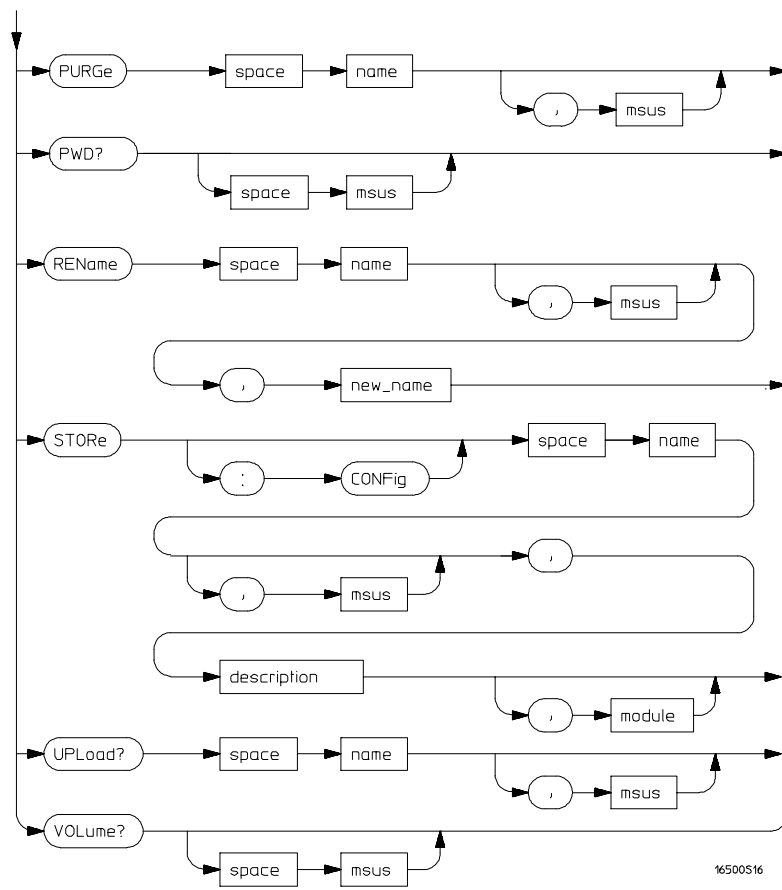 PURGe space name
, msus
PWD?
space msus
REName space name
, msus
, new_name
STORe space name
: CONFig
,
, msus
description
, module
UPLoad? space name
, msus
VOLume?
space msus
16500S16